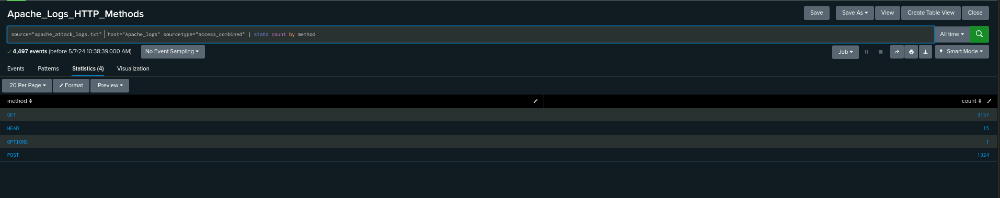 Apache_Logs_HTTP_Methods
Save Save As View Create Table View Close
source="apache_attack_logs.txt" host="Apache_logs" sourcetype="access_combined" | stats count by method
All time
4,497 events (before 5/7/24 10:38:39.000 AM) No Event Sampling Job Smart Mode
Events Patterns Statistics (4) Visualization
20 Per Page Format Preview
method count
GET 3157
HEAD 15
OPTIONS 1
POST 1324